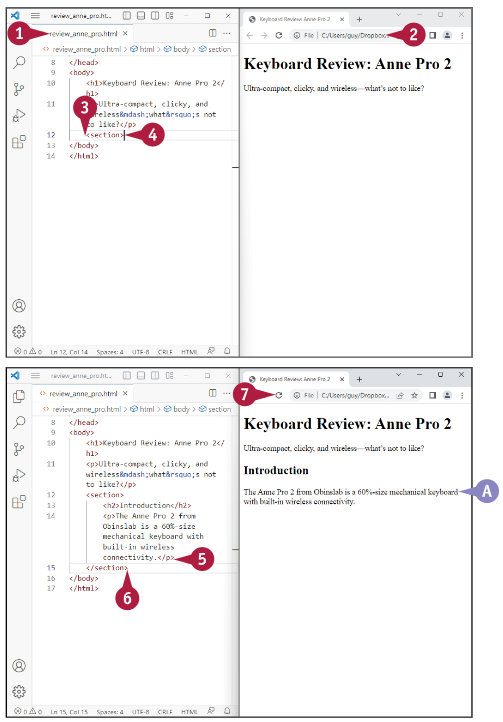 review_anne_pro.ht...
Keyboard Review: Anne Pro 2
1
review_anne_pro.html
File
C:/guy/Dropbox...
2
review_anne_pro.html > html > body > section
8 </head>
9 <body>
10 <h1>Keyboard Review: Anne Pro 2</
h1>
11 Ultra-compact, clicky, and
wireless&mdash;what&rsquo;s not
to like?</p>
3
4
12 <section>
13 </body>
14 </html>
Keyboard Review: Anne Pro 2
Ultra-compact, clicky, and wireless—what's not to like?
0 0 Ln 12, Col 14 Spaces: 4 UTF-8 CRLF HTML
review_anne_pro.ht...
Keyboard Review: Anne Pro 2
review_anne_pro.html
7
File
C:/guy/Dropbox...
review_anne_pro.html > html > body > section
8 </head>
9 <body>
10 <h1>Keyboard Review: Anne Pro 2</
h1>
11 <p>Ultra-compact, clicky, and
wireless&mdash;what&rsquo;s not
to like?</p>
12 <section>
13 <h2>Introduction</h2>
14 <p>The Anne Pro 2 from
Obinslab is a 60%-size
mechanical keyboard with
built-in wireless
connectivity.</p>
5
15 </section>
6
16 </body>
17 </html>
Keyboard Review: Anne Pro 2
Ultra-compact, clicky, and wireless—what's not to like?
Introduction
The Anne Pro 2 from Obinslab is a 60%-size mechanical keyboard
with built-in wireless connectivity.
A
0 0 Ln 15, Col 15 Spaces: 4 UTF-8 CRLF HTML